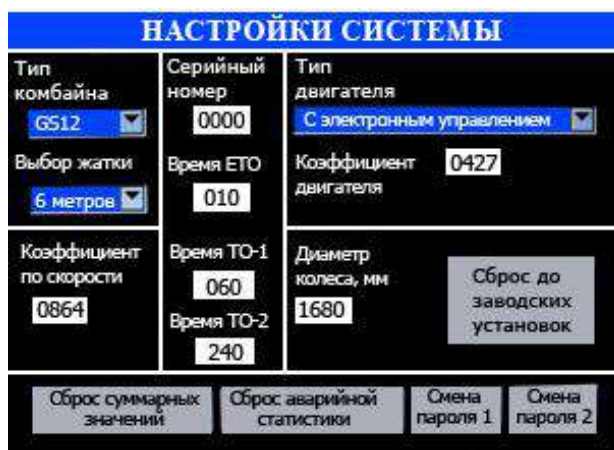 НАСТРОЙКИ СИСТЕМЫ
Тип
комбайна
GS12
Выбор жатки
6 метров
Серийный
номер
0000
Время ЕТО
010
Тип
двигателя
С электронным управлением
Коэффициент
двигателя
0427
Коэффициент
по скорости
0864
Время ТО-1
060
Время ТО-2
240
Диаметр
колеса, мм
1680
Сброс до
заводских
установок
Сброс суммарных
значений
Сброс аварийной
статистики
Смена
пароля 1
Смена
пароля 2